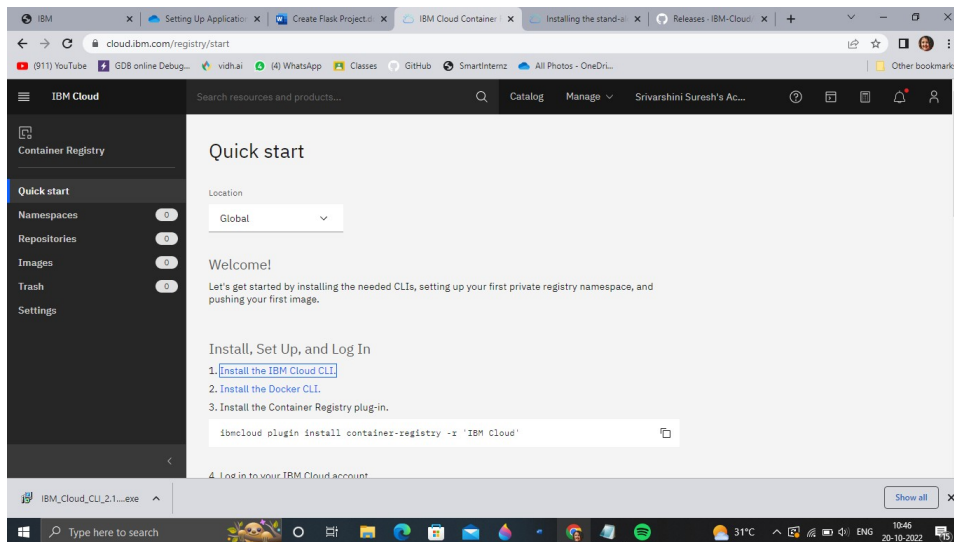 IBM
Setting Up Application
Create Flask Project.d
IBM Cloud Container
Installing the stand-a
Releases · IBM-Cloud
cloud.ibm.com/registry/start
(911) YouTube
GDB online Debug...
vidh.ai
(4) WhatsApp
Classes
GitHub
SmartInternz
All Photos - OneDri...
Other bookmarks
IBM Cloud
Search resources and products...
Catalog
Manage
Srivarshini Suresh's Ac...
Container Registry
Quick start
Namespaces
0
Repositories
0
Images
0
Trash
0
Settings
Quick start
Location
Global
Welcome!
Let's get started by installing the needed CLIs, setting up your first private registry namespace, and
pushing your first image.
Install, Set Up, and Log In
1. Install the IBM Cloud CLI.
2. Install the Docker CLI.
3. Install the Container Registry plug-in.
ibmcloud plugin install container-registry -r 'IBM Cloud'
4. Log in to your IBM Cloud account
IBM_Cloud_CLI_2.1....exe
Show all
Type here to search
31°C
ENG
10:46
20-10-2022